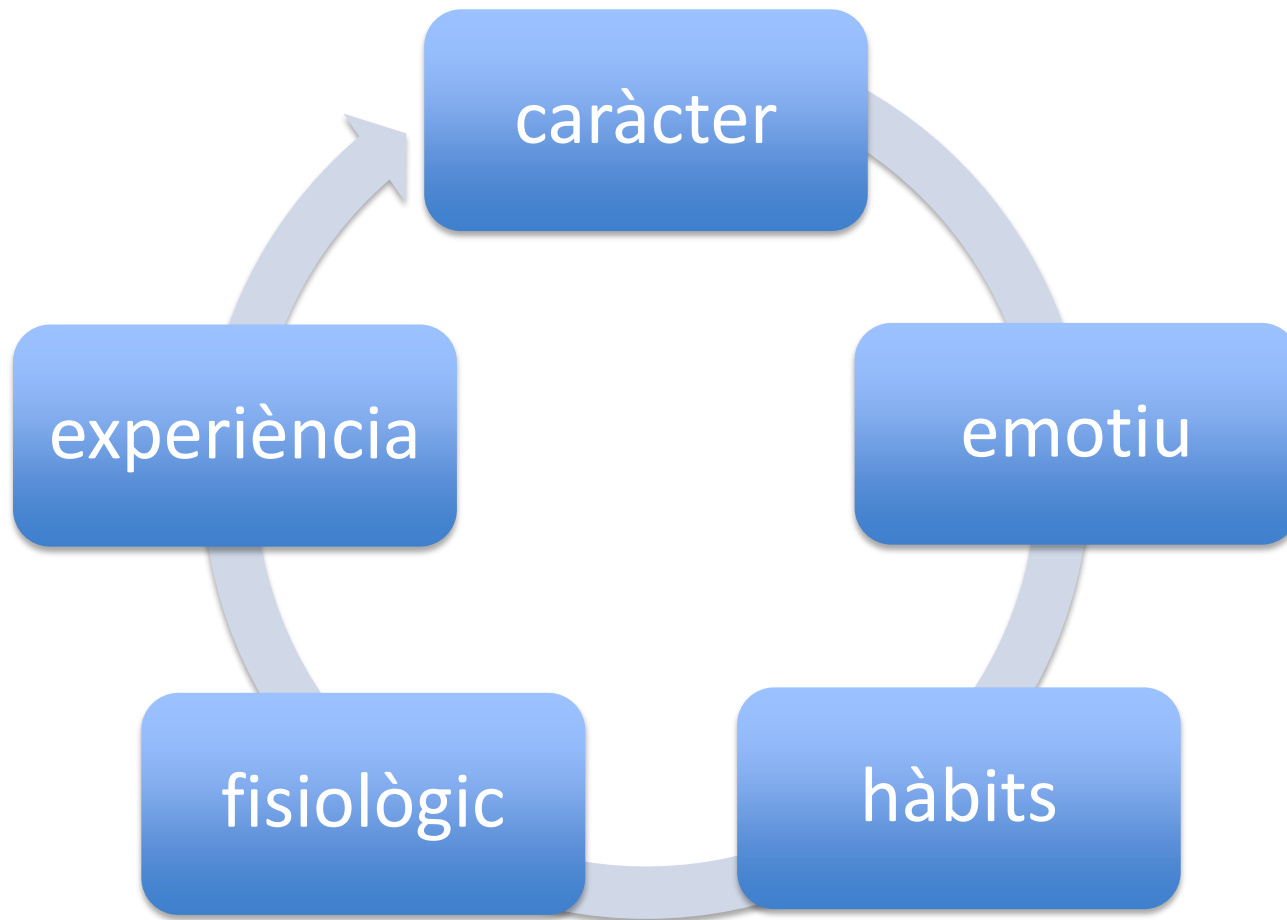 caràcter
emotiu
hàbits
fisiològic
experiència